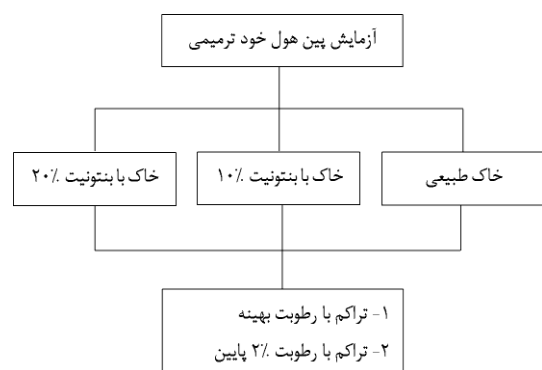 آزمایش پین هول خود ترمیمی
خاک طبیعی
خاک با بنتونیت ۱۰٪
خاک با بنتونیت ۲۰٪
۱- تراکم با رطوبت بهینه
۲- تراکم با رطوبت ۲٪ پایین